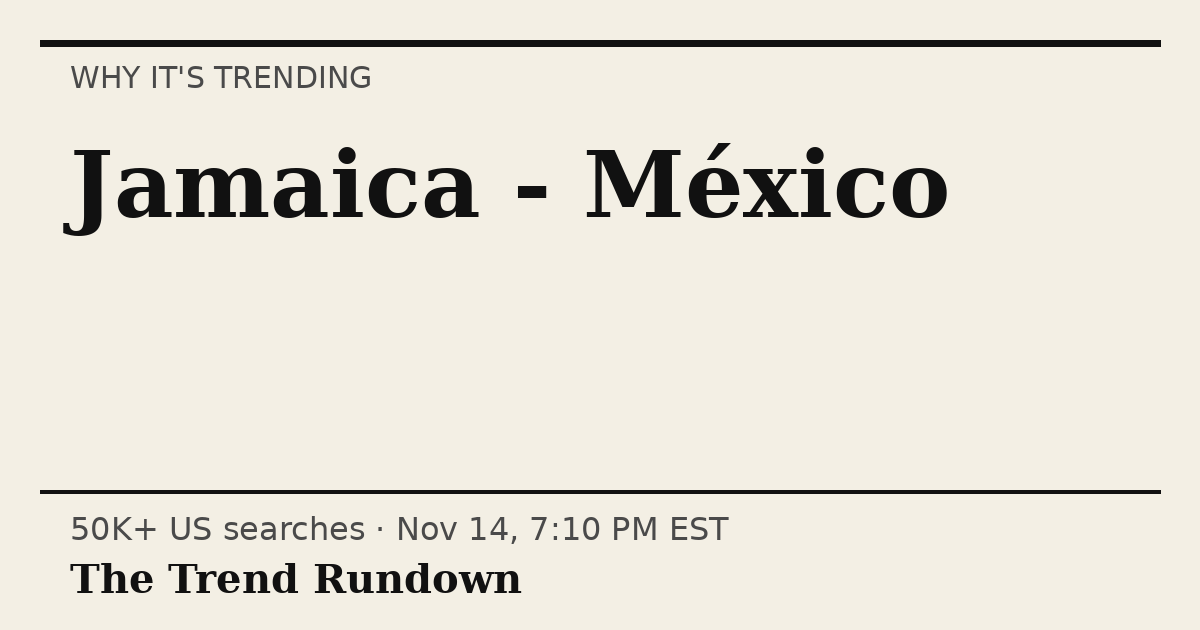 WHY IT'S TRENDING
Jamaica - México
50K+ US searches · Nov 14, 7:10 PM EST
The Trend Rundown